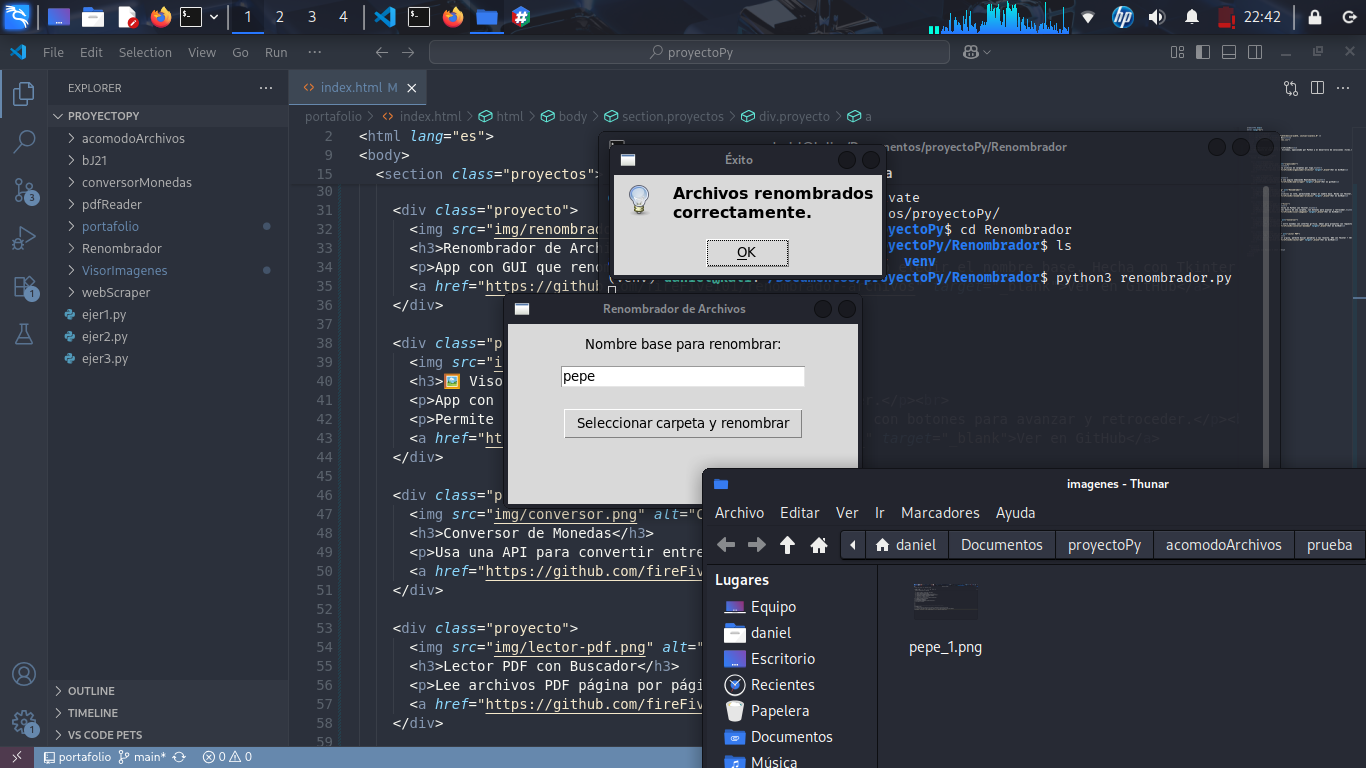 1 2 3 4
22:42
File Edit Selection View Go Run ···
proyectoPy
EXPLORER ···
index.html M
PROYECTOPY
acomodoArchivos
bJ21
conversorMonedas
pdfReader
portafolio
Renombrador
VisorImagenes
webScraper
ejer1.py
ejer2.py
ejer3.py
OUTLINE
TIMELINE
VS CODE PETS
3
1
1
portafolio main* 0 0
portafolio > index.html > html > body > section.proyectos > div.proyecto > a
2 <html lang="es">
9 <body>
15 <section class="proyectos">
30
31 <div class="proyecto">
32 <img src="img/renombrad
33 <h3>Renombrador de Arch
34 <p>App con GUI que reno
35 <a href="https://github
36 </div>
37
38 <div class="p
39 <img src="i
40 <h3>🖼️ Viso
41 <p>App con
42 <p>Permite con botones para avanzar y retroceder.</p><
43 <a href="ht Ver en GitHub</a>
44 </div>
45
46 <div class="p
47 <img src="img/conversor.png" alt="C
48 <h3>Conversor de Monedas</h3>
49 <p>Usa una API para convertir entre
50 <a href="https://github.com/fireFiv
51 </div>
52
53 <div class="proyecto">
54 <img src="img/lector-pdf.png" alt="
55 <h3>Lector PDF con Buscador</h3>
56 <p>Lee archivos PDF página por pági
57 <a href="https://github.com/fireFiv
58 </div>
59
/Documentos/proyectoPy/Renombrador
a
vate
os/proyectoPy/
yectoPy$ cd Renombrador
yectoPy/Renombrador$ ls
venv
/Documentos/proyectoPy/Renombrador$ python3 renombrador.py
Éxito
Archivos renombrados
correctamente.
OK
Renombrador de Archivos
Nombre base para renombrar:
pepe
Seleccionar carpeta y renombrar
imagenes - Thunar
Archivo Editar Ver Ir Marcadores Ayuda
daniel Documentos proyectoPy acomodoArchivos prueba
Lugares
Equipo
daniel
Escritorio
Recientes
Papelera
Documentos
Música
pepe_1.png